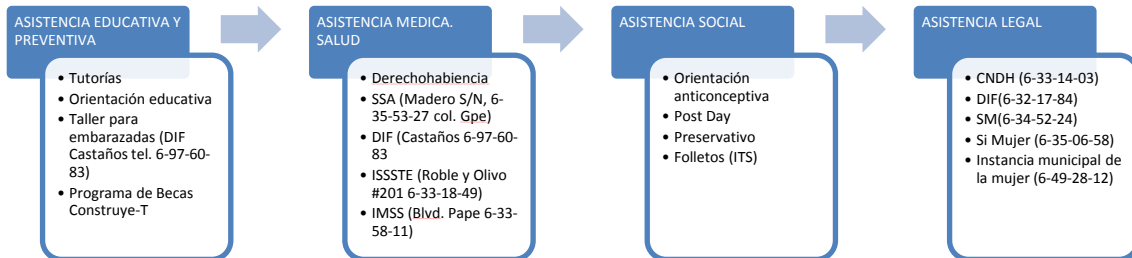 ASISTENCIA EDUCATIVA Y
PREVENTIVA
• Tutorías
• Orientación educativa
• Taller para
embarazadas (DIF
Castaños tel. 6-97-60-
83)
• Programa de Becas
Construye-T
ASISTENCIA MEDICA.
SALUD
• Derechohabiencia
• SSA (Madero S/N, 6-
35-53-27 col. Gpe)
• DIF (Castaños 6-97-60-
83
• ISSSTE (Roble y Olivo
#201 6-33-18-49)
• IMSS (Blvd. Pape 6-33-
58-11)
ASISTENCIA SOCIAL
• Orientación
anticonceptiva
• Post Day
• Preservativo
• Folletos (ITS)
ASISTENCIA LEGAL
• CNDH (6-33-14-03)
• DIF(6-32-17-84)
• SM(6-34-52-24)
• Si Mujer (6-35-06-58)
• Instancia municipal de
la mujer (6-49-28-12)